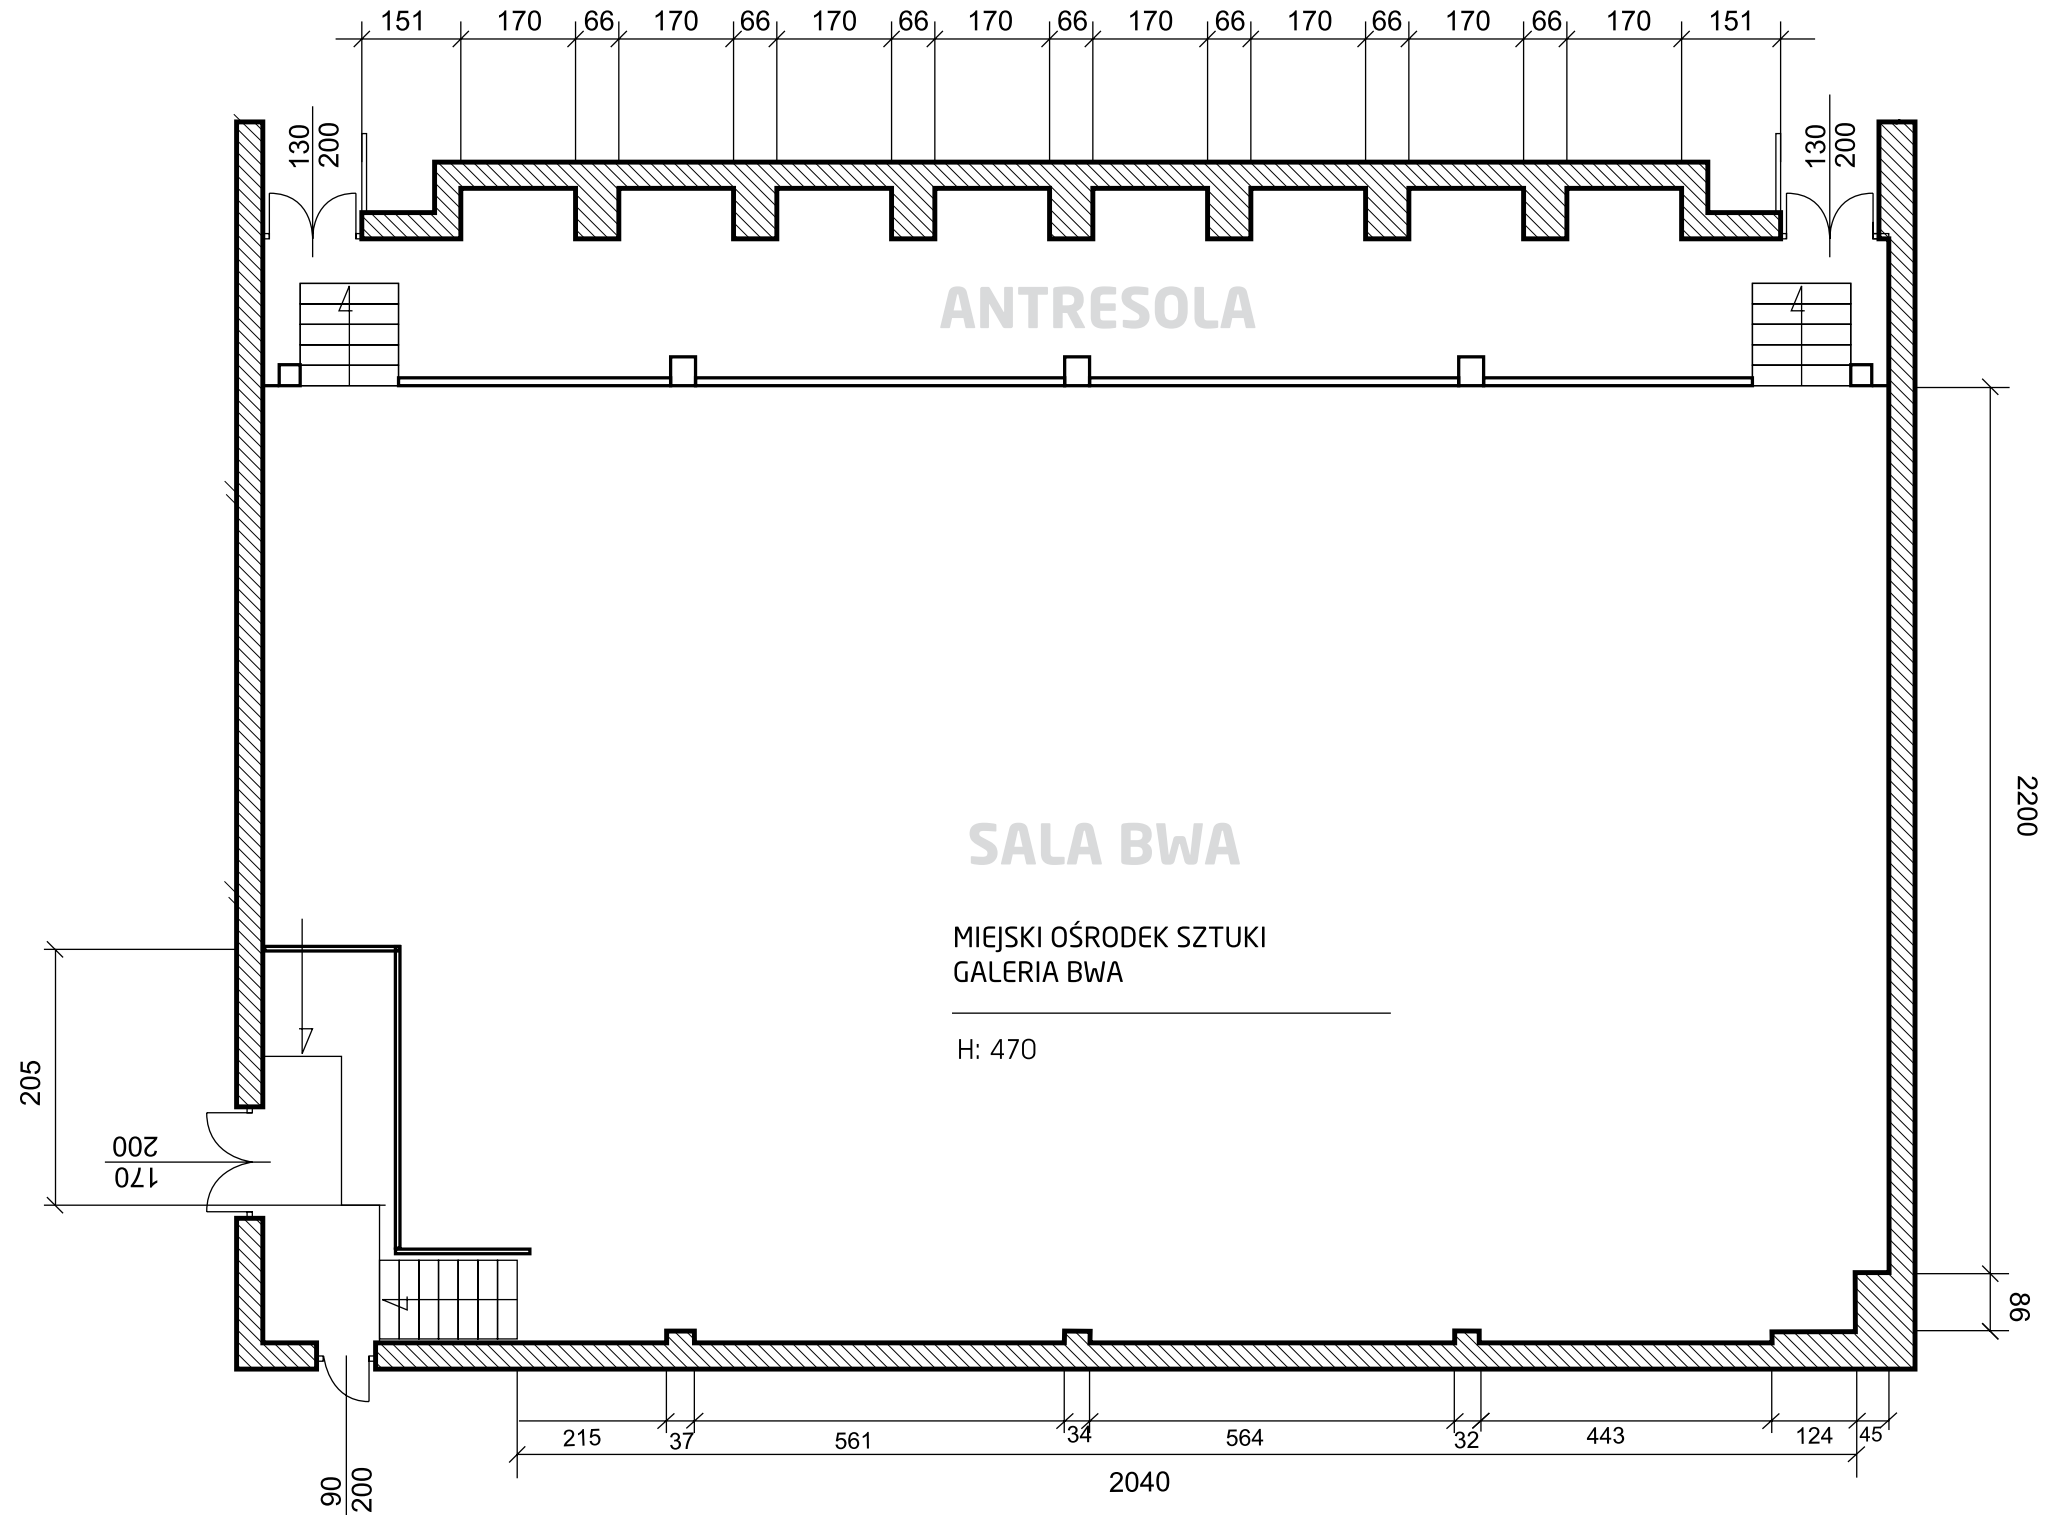 151 170 66 170 66 170 66 170 66 170 66 170 66 170 66 170 151
130
200
130
200
ANTRESOLA
2200
SALA BWA
MIEJSKI OŚRODEK SZTUKI
GALERIA BWA
H: 470
205
200
170
86
215 37 561 34 564 32 443 124 45
2040
90
200